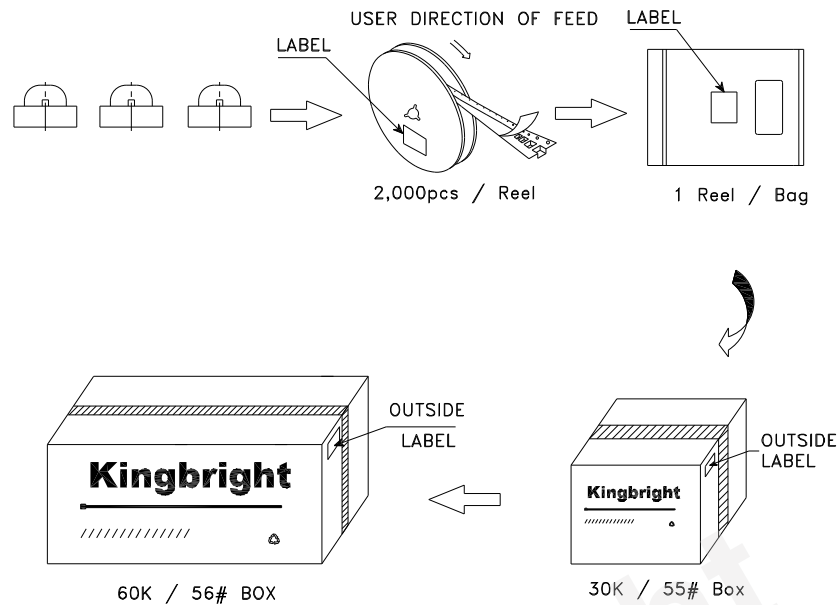 USER DIRECTION OF FEED
LABEL
LABEL
2,000pcs / Reel
1 Reel / Bag
OUTSIDE
LABEL
Kingbright
60K / 56# BOX
OUTSIDE
LABEL
Kingbright
30K / 55# Box